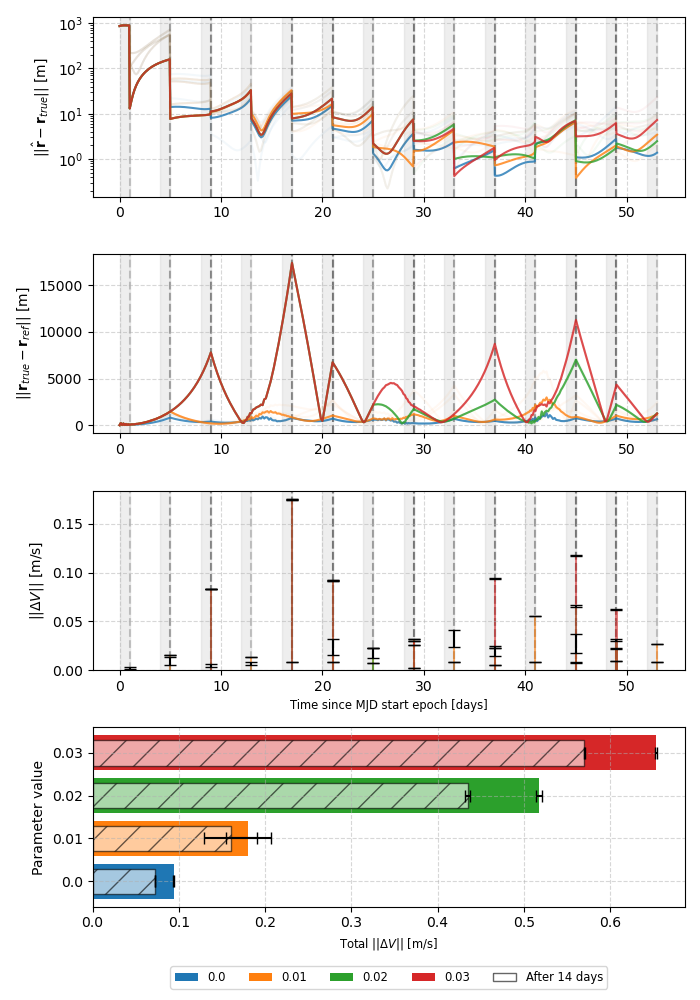 10³
10²
10¹
10⁰
||r̂ − r_true|| [m]
0 10 20 30 40 50
15000
10000
5000
0
||r_true − r_ref|| [m]
0 10 20 30 40 50
0.15
0.10
0.05
0.00
||ΔV|| [m/s]
0 10 20 30 40 50
Time since MJD start epoch [days]
0.03
0.02
0.01
0.0
Parameter value
0.0 0.1 0.2 0.3 0.4 0.5 0.6
Total ||ΔV|| [m/s]
0.0 0.01 0.02 0.03 After 14 days